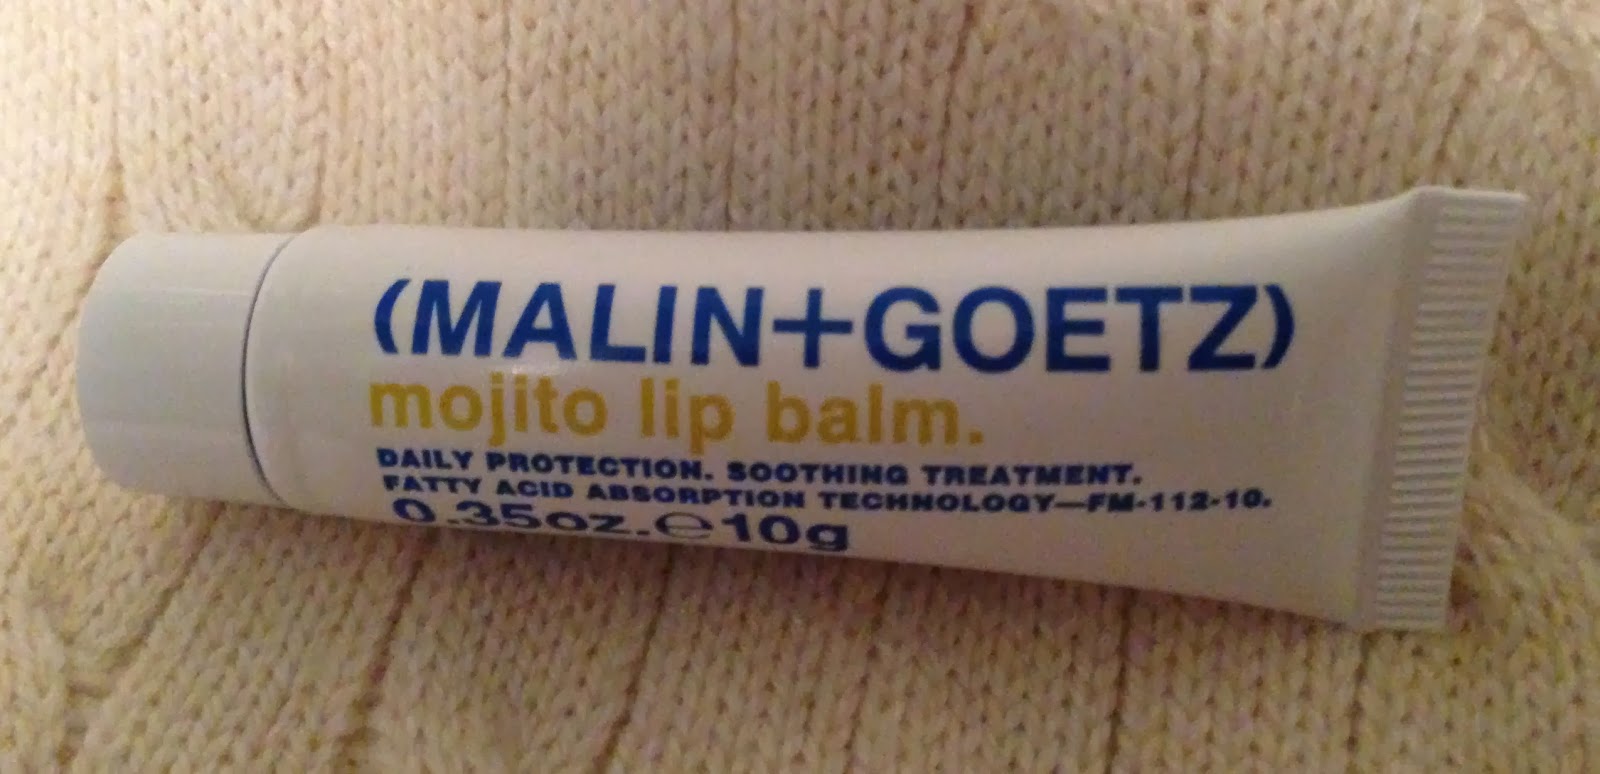 (MALIN+GOETZ)
mojito lip balm.
DAILY PROTECTION. SOOTHING TREATMENT.
FATTY ACID ABSORPTION TECHNOLOGY—FM-112-10.
0.35oz.℮10g